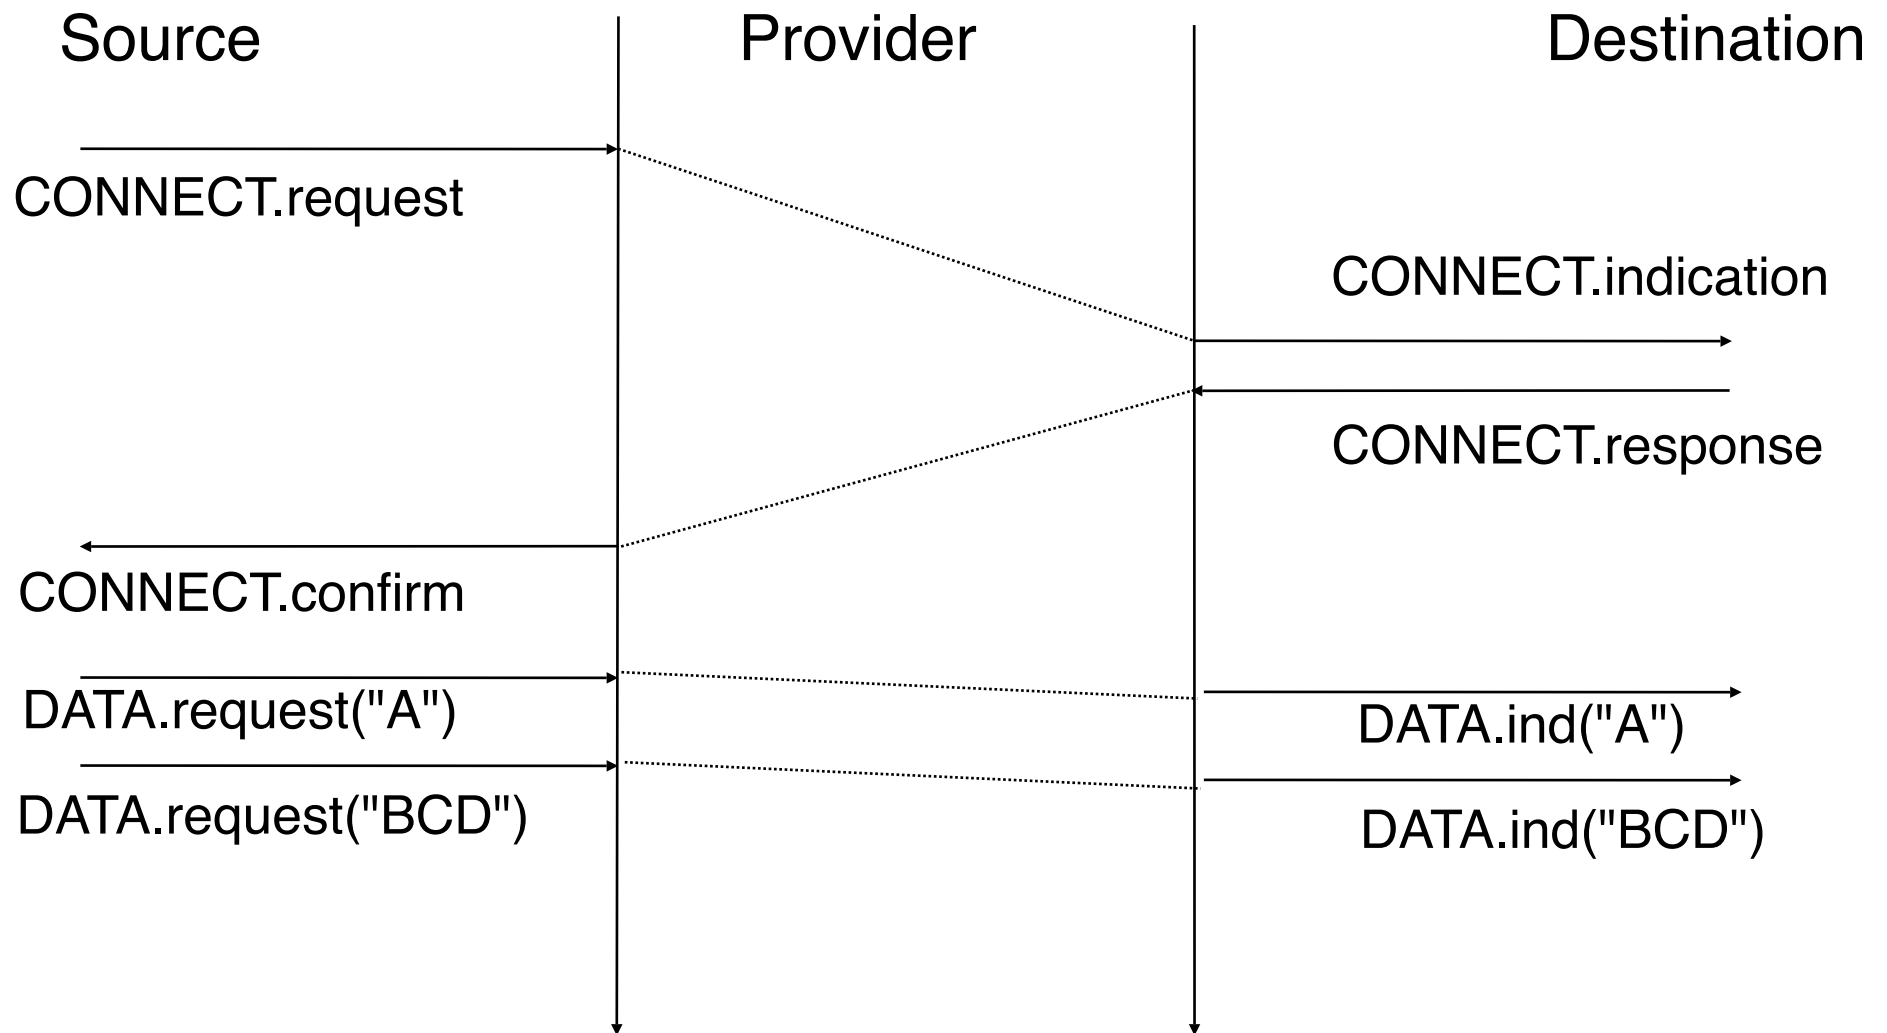 Source
Provider
Destination
CONNECT.request
CONNECT.indication
CONNECT.response
CONNECT.confirm
DATA.request("A")
DATA.ind("A")
DATA.request("BCD")
DATA.ind("BCD")